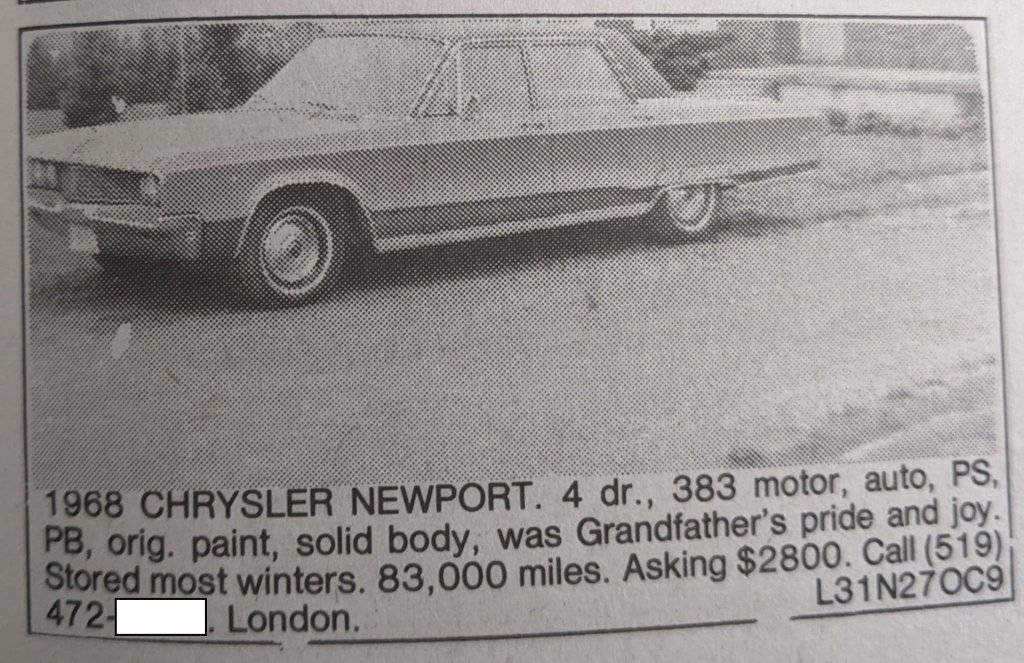 1968 CHRYSLER NEWPORT. 4 dr., 383 motor, auto, PS,
PB, orig. paint, solid body, was Grandfather's pride and joy.
Stored most winters. 83,000 miles. Asking $2800. Call (519)
472-. London. L31N27OC9